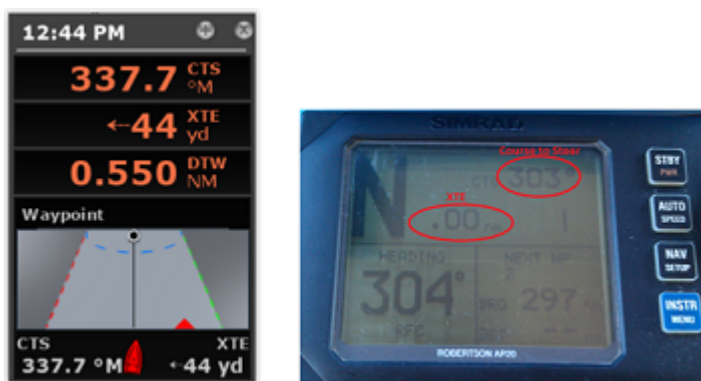 12:44 PM
337.7 CTS °M
←44 XTE yd
0.550 DTW NM
Waypoint
CTS XTE
337.7 °M ←44 yd
SIMRAD
Course to Steer
N CTS 303°
XTE
.00 1
HEADING NEXT WP
2
304° BRG 297
ROBERTSON AP20
STBY
PWR
AUTO
SPEED
NAV
SETUP
INSTR
MENU